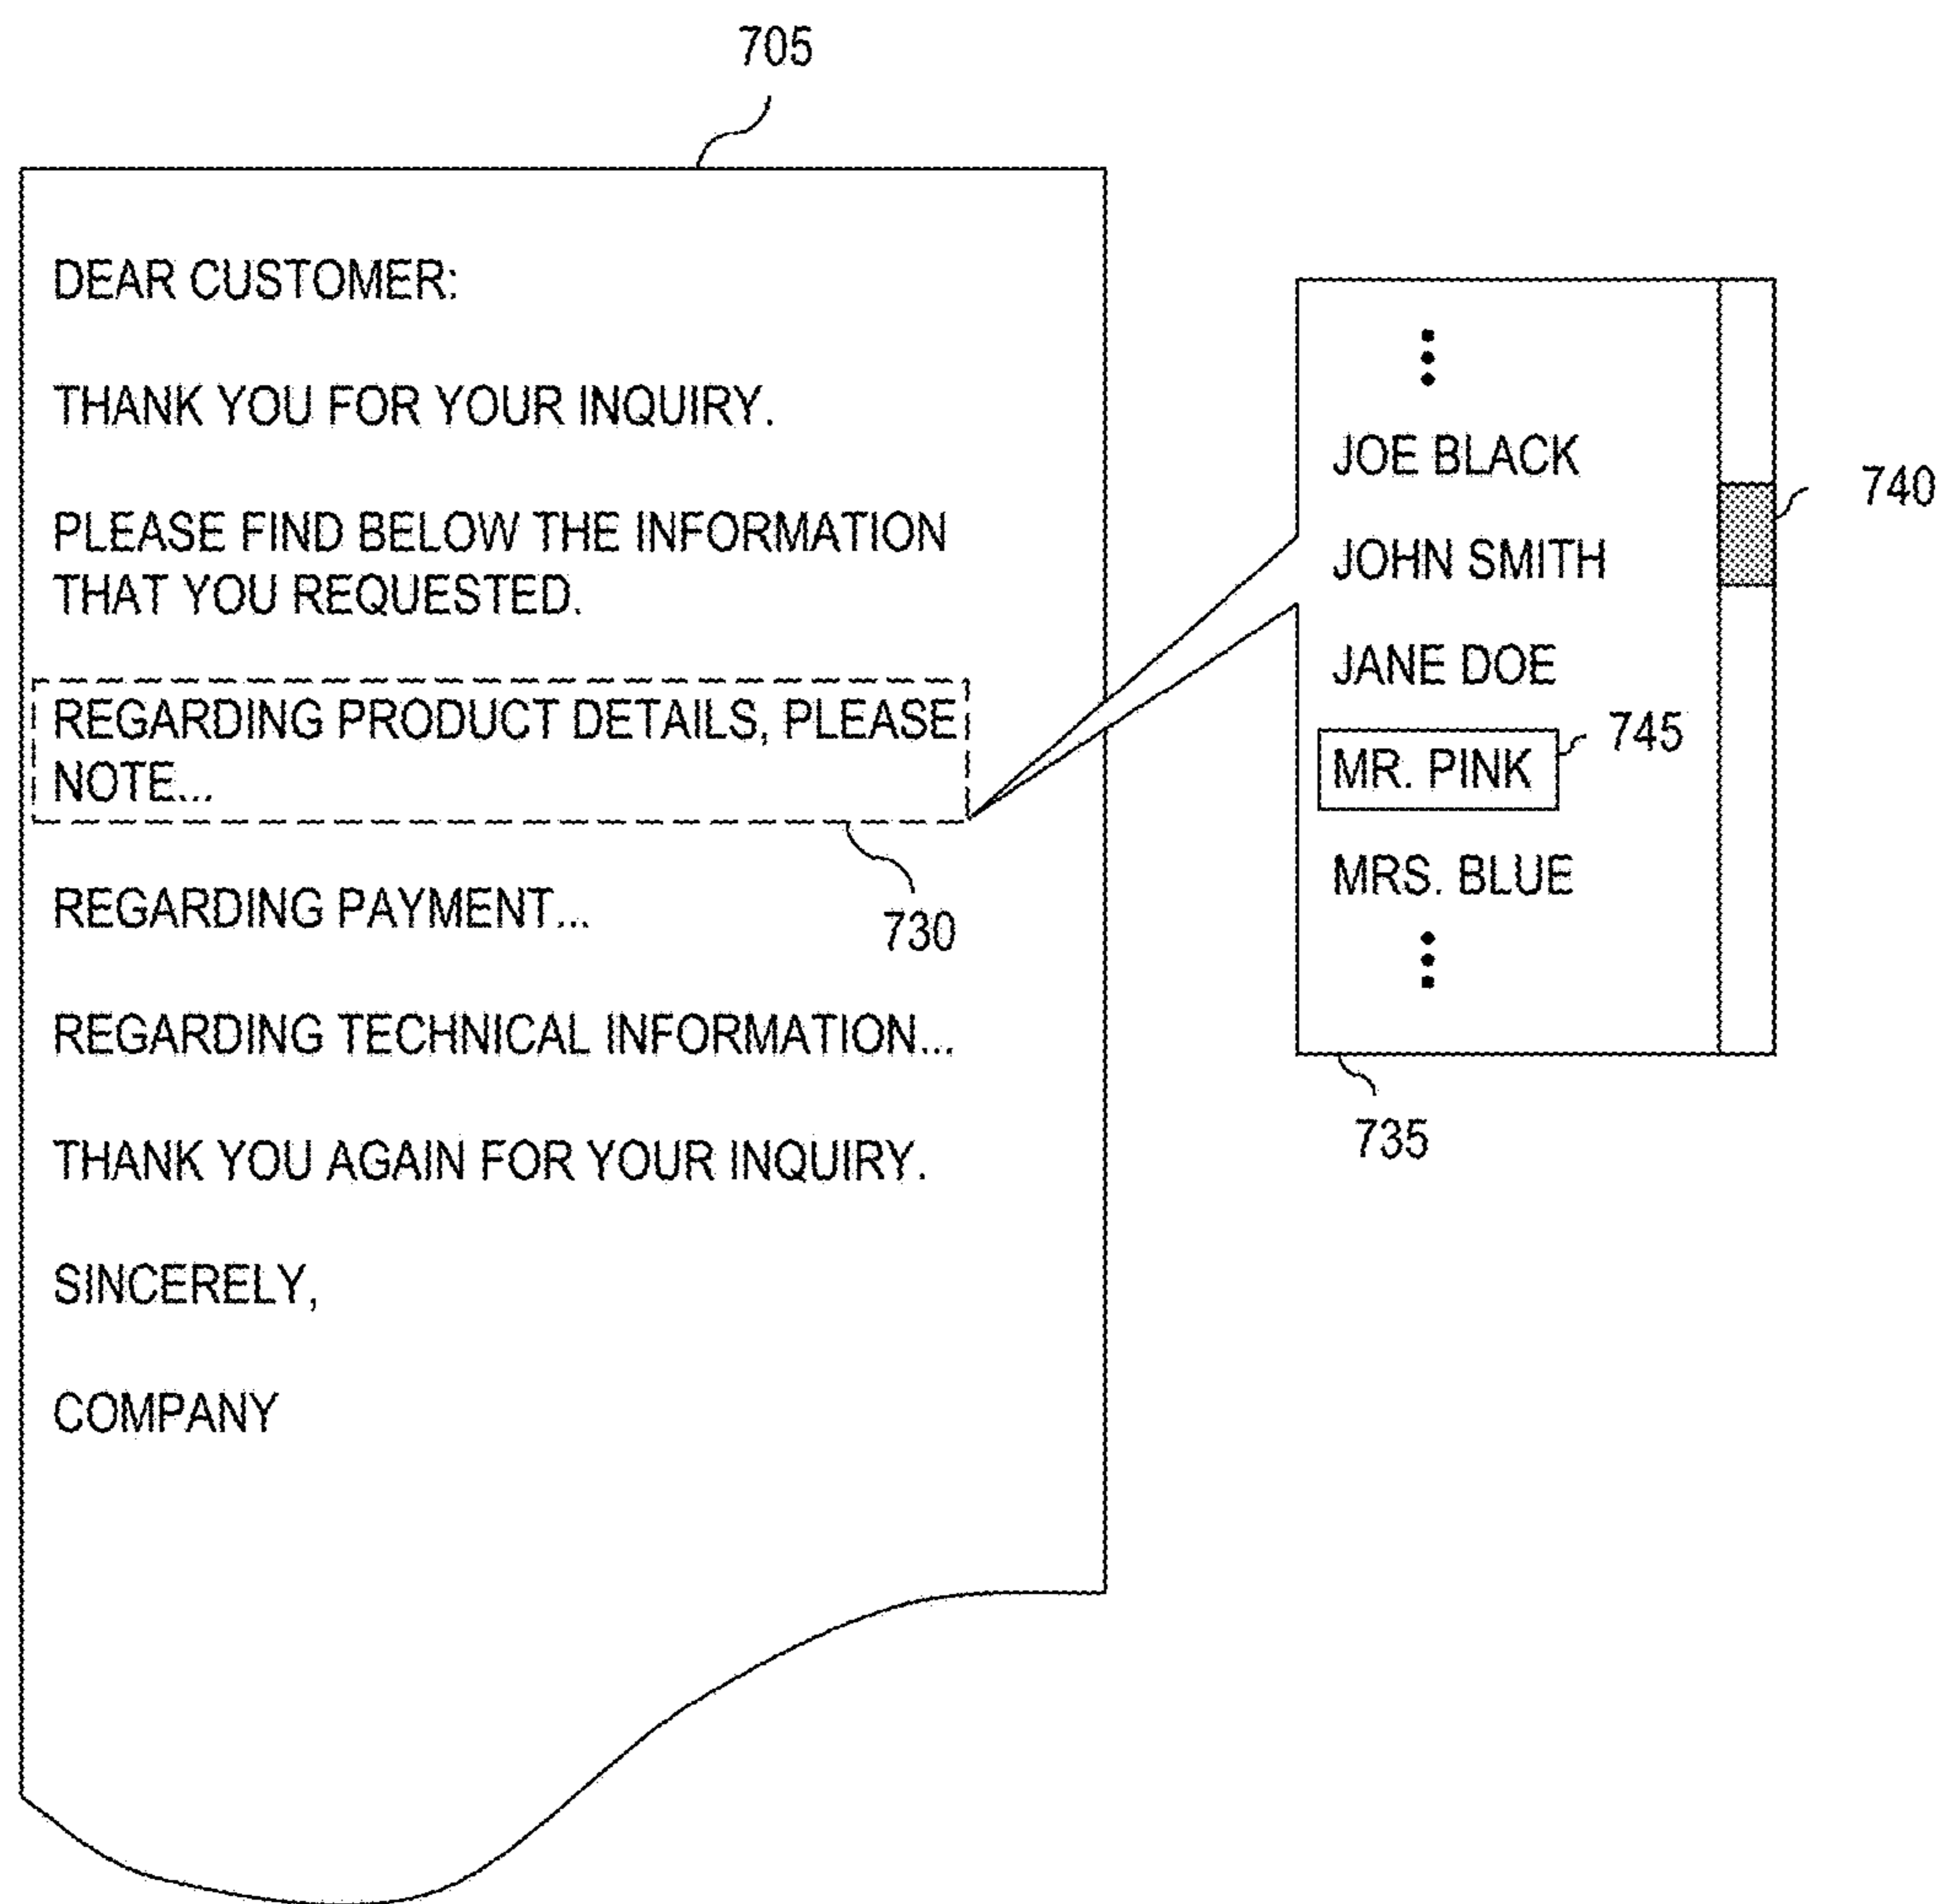 705
DEAR CUSTOMER:
THANK YOU FOR YOUR INQUIRY.
PLEASE FIND BELOW THE INFORMATION
THAT YOU REQUESTED.
REGARDING PRODUCT DETAILS, PLEASE
NOTE...
730
REGARDING PAYMENT...
REGARDING TECHNICAL INFORMATION...
THANK YOU AGAIN FOR YOUR INQUIRY.
SINCERELY,
COMPANY
JOE BLACK
740
JOHN SMITH
JANE DOE
745
MR. PINK
MRS. BLUE
735